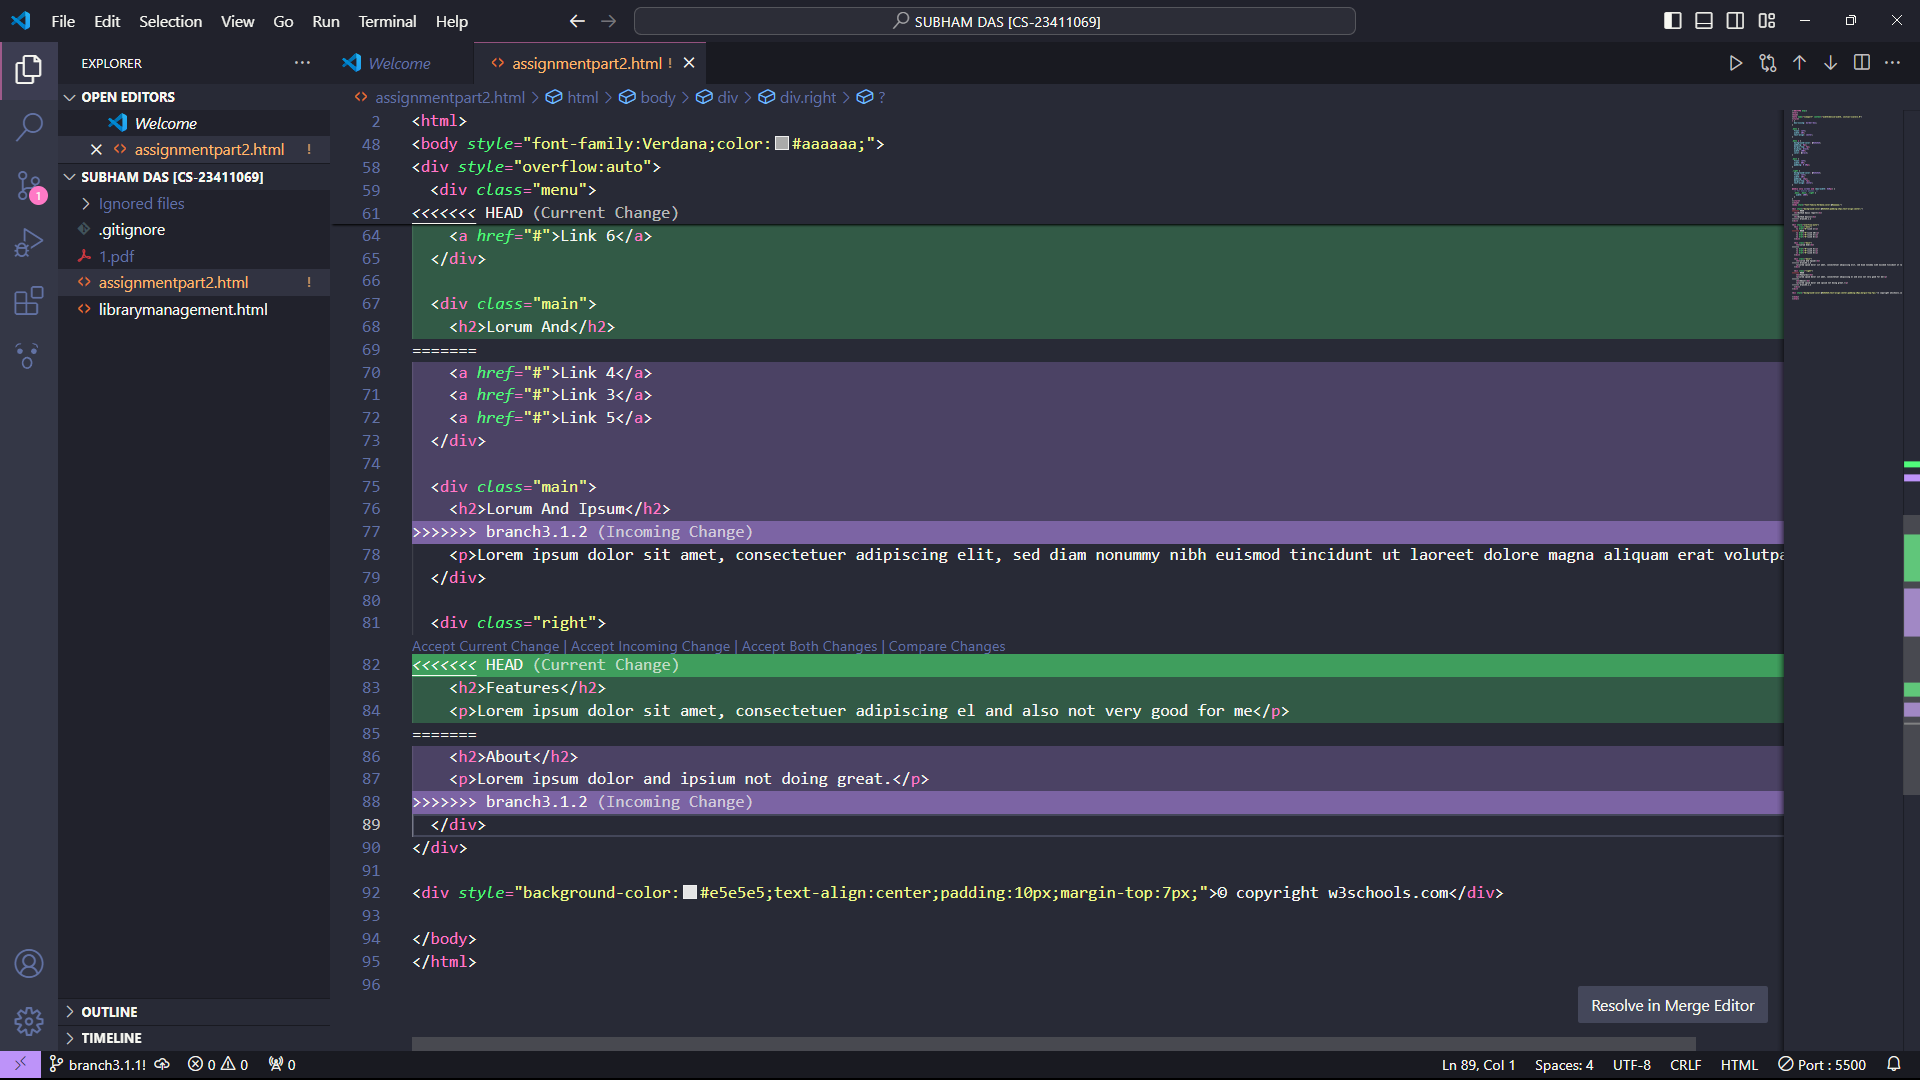 File Edit Selection View Go Run Terminal Help
SUBHAM DAS [CS-23411069]
EXPLORER
Welcome
assignmentpart2.html !
OPEN EDITORS
Welcome
assignmentpart2.html !
SUBHAM DAS [CS-23411069]
Ignored files
.gitignore
1.pdf
assignmentpart2.html !
librarymanagement.html
OUTLINE
TIMELINE
1
assignmentpart2.html > html > body > div > div.right > ?
2 <html>
48 <body style="font-family:Verdana;color:#aaaaaa;">
58 <div style="overflow:auto">
59 <div class="menu">
61 <<<<<<< HEAD (Current Change)
64 <a href="#">Link 6</a>
65 </div>
66
67 <div class="main">
68 <h2>Lorum And</h2>
69 =======
70 <a href="#">Link 4</a>
71 <a href="#">Link 3</a>
72 <a href="#">Link 5</a>
73 </div>
74
75 <div class="main">
76 <h2>Lorum And Ipsum</h2>
77 >>>>>>> branch3.1.2 (Incoming Change)
78 <p>Lorem ipsum dolor sit amet, consectetuer adipiscing elit, sed diam nonummy nibh euismod tincidunt ut laoreet dolore magna aliquam erat volutpa
79 </div>
80
81 <div class="right">
Accept Current Change | Accept Incoming Change | Accept Both Changes | Compare Changes
82 <<<<<<< HEAD (Current Change)
83 <h2>Features</h2>
84 <p>Lorem ipsum dolor sit amet, consectetuer adipiscing el and also not very good for me</p>
85 =======
86 <h2>About</h2>
87 <p>Lorem ipsum dolor and ipsium not doing great.</p>
88 >>>>>>> branch3.1.2 (Incoming Change)
89 </div>
90 </div>
91
92 <div style="background-color:#e5e5e5;text-align:center;padding:10px;margin-top:7px;">© copyright w3schools.com</div>
93
94 </body>
95 </html>
96
Resolve in Merge Editor
branch3.1.1! 0 0 0
Ln 89, Col 1 Spaces: 4 UTF-8 CRLF HTML Port : 5500